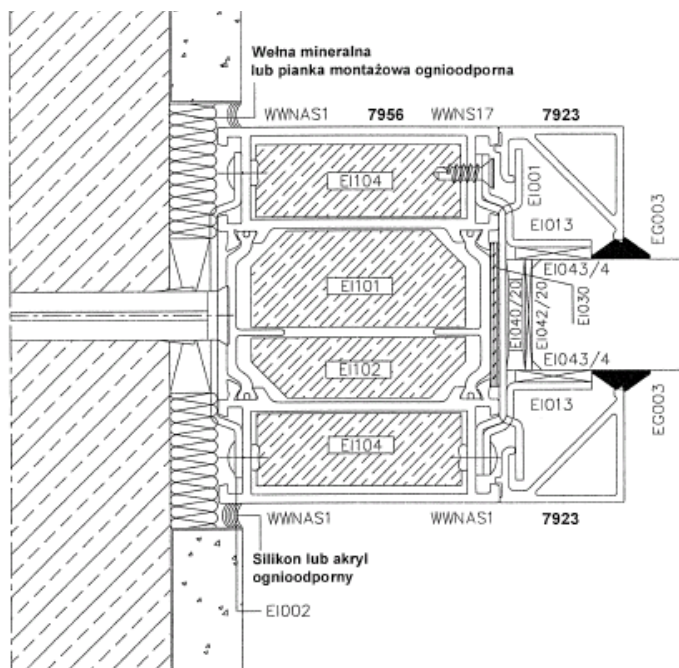 Wełna mineralna
lub pianka montażowa ognioodporna
WWNAS1 7956 WWNS17 7923
EI104
EI001
EI013
EG003
EI043/4
EI101
EI040/20
EI042/20
EI030
EI102
EI043/4
EI013
EG003
EI104
WWNAS1 WWNAS1 7923
Silikon lub akryl
ognioodporny
EI002